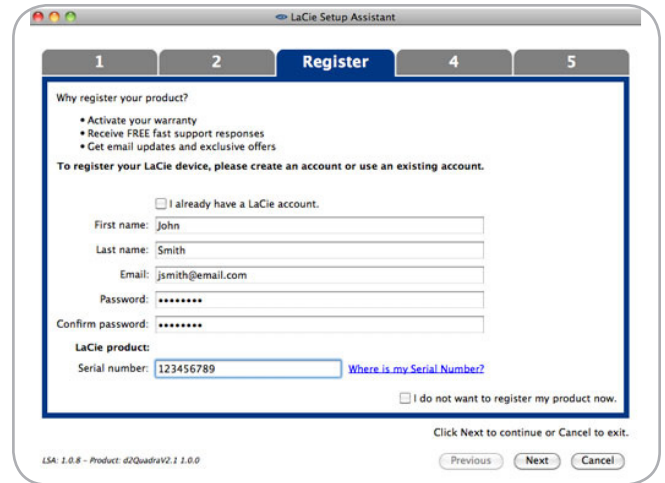 LaCie Setup Assistant
1 2 Register 4 5
Why register your product?
• Activate your warranty
• Receive FREE fast support responses
• Get email updates and exclusive offers
To register your LaCie device, please create an account or use an existing account.
I already have a LaCie account.
First name: John
Last name: Smith
Email: jsmith@email.com
Password: ••••••••
Confirm password: ••••••••
LaCie product:
Serial number: 123456789 Where is my Serial Number?
I do not want to register my product now.
Click Next to continue or Cancel to exit.
LSA: 1.0.8 – Product: d2QuadraV2.1 1.0.0 Previous Next Cancel